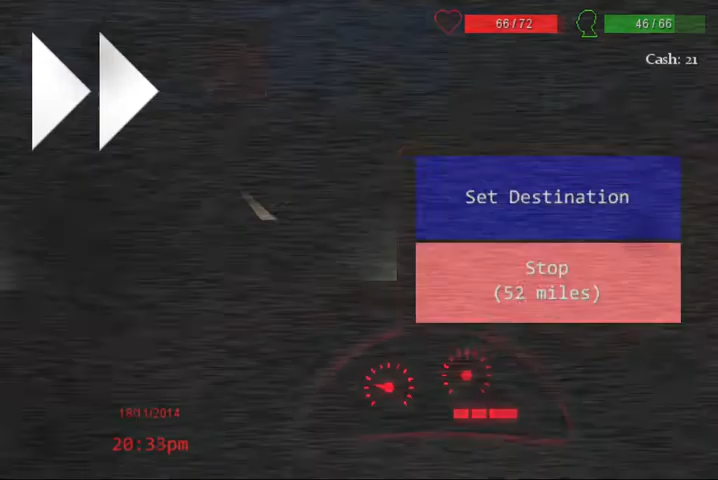 66/72
46/66
Cash: 21
Set Destination
Stop
(52 miles)
18/11/2014
20:33pm